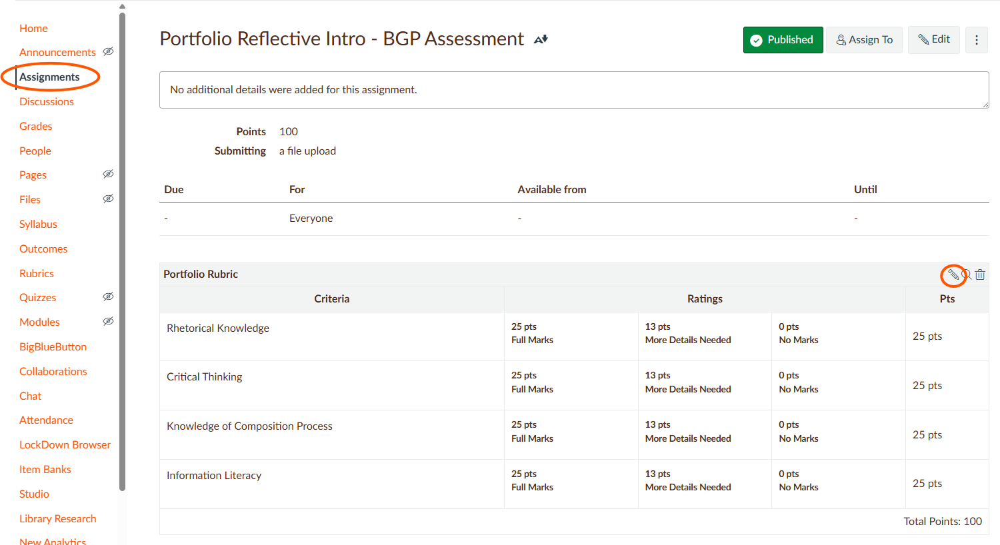 Home
Announcements
Assignments
Discussions
Grades
People
Pages
Files
Syllabus
Outcomes
Rubrics
Quizzes
Modules
BigBlueButton
Collaborations
Chat
Attendance
LockDown Browser
Item Banks
Studio
Library Research
New Analytics
Portfolio Reflective Intro - BGP Assessment
Published
Assign To
Edit
No additional details were added for this assignment.
Points 100
Submitting a file upload
Due For Available from Until
- Everyone - -
Portfolio Rubric
Criteria Ratings Pts
Rhetorical Knowledge
25 pts
Full Marks
13 pts
More Details Needed
0 pts
No Marks
25 pts
Critical Thinking
25 pts
Full Marks
13 pts
More Details Needed
0 pts
No Marks
25 pts
Knowledge of Composition Process
25 pts
Full Marks
13 pts
More Details Needed
0 pts
No Marks
25 pts
Information Literacy
25 pts
Full Marks
13 pts
More Details Needed
0 pts
No Marks
25 pts
Total Points: 100